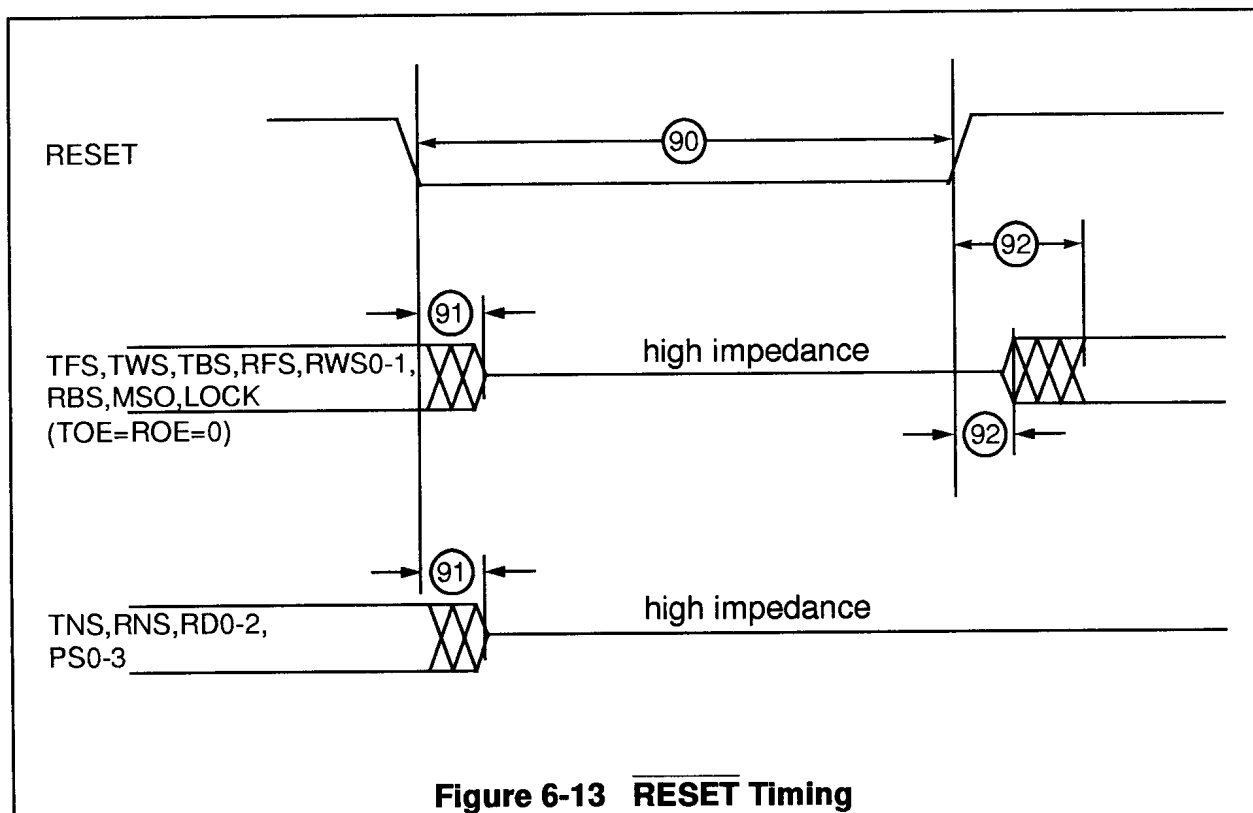 RESET
90
92
91
high impedance
TFS,TWS,TBS,RFS,RWS0-1,
RBS,MSO,LOCK
(TOE=ROE=0)
92
91
high impedance
TNS,RNS,RD0-2,
PS0-3
Figure 6-13 R̅E̅S̅E̅T̅ Timing